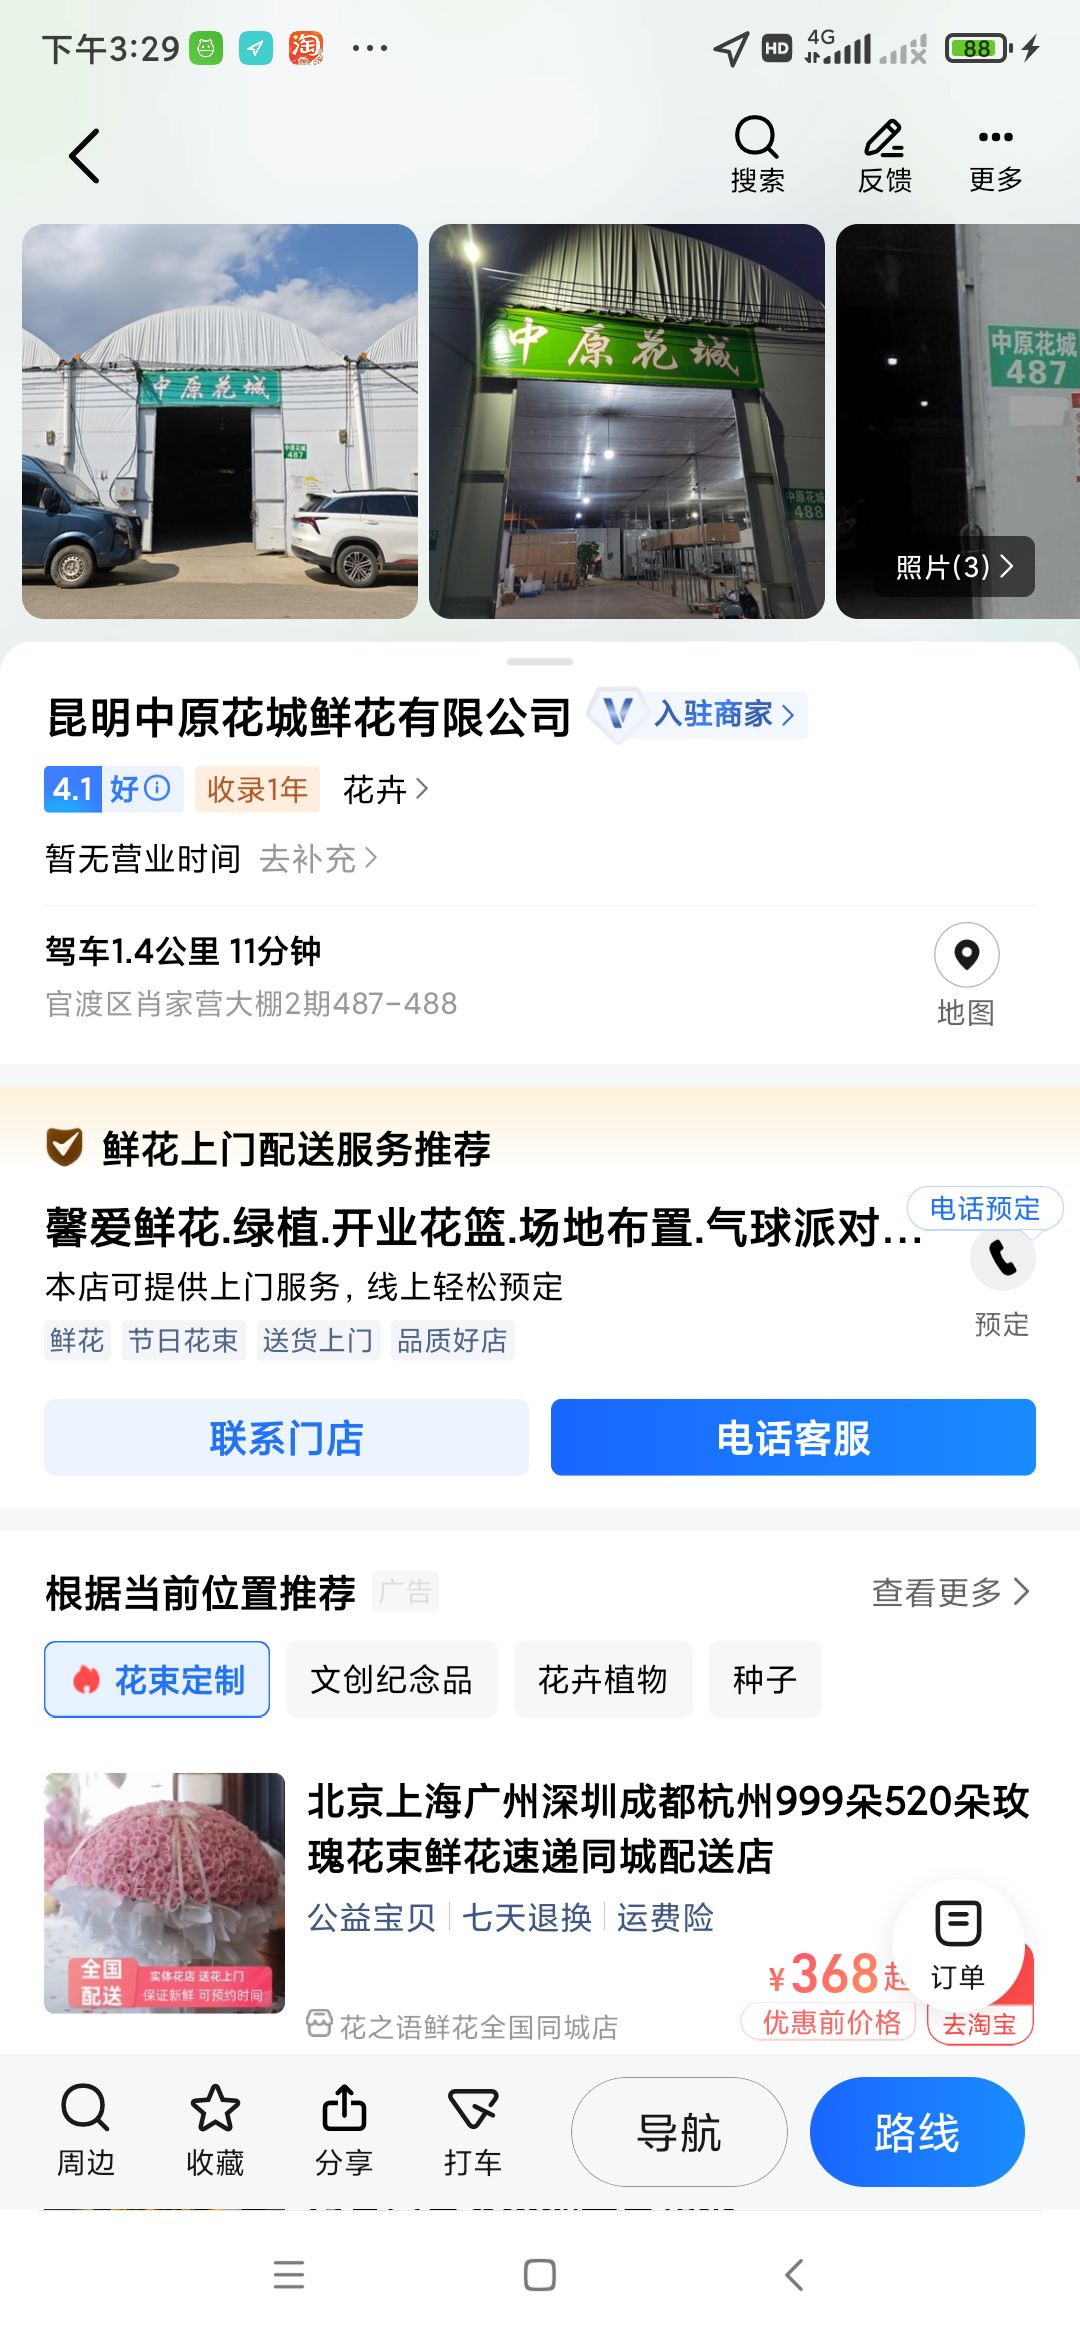 下午3:29
淘
HD
4G
88
搜索
反馈
更多
中原花城
中原花城
487
中原花城
中原花城
488
中原花城
487
照片(3)
昆明中原花城鲜花有限公司
V 入驻商家
4.1 好 收录1年 花卉
暂无营业时间 去补充
驾车1.4公里 11分钟
官渡区肖家营大棚2期487-488
地图
鲜花上门配送服务推荐
馨爱鲜花.绿植.开业花篮.场地布置.气球派对...
电话预定
本店可提供上门服务, 线上轻松预定
预定
鲜花 节日花束 送货上门 品质好店
联系门店
电话客服
根据当前位置推荐 广告
查看更多
花束定制 文创纪念品 花卉植物 种子
北京上海广州深圳成都杭州999朵520朵玫
瑰花束鲜花速递同城配送店
公益宝贝 七天退换 运费险
全国
配送
实体花店 送花上门
保证新鲜 可预约时间
¥368起
订单
优惠前价格
去淘宝
花之语鲜花全国同城店
周边
收藏
分享
打车
导航
路线